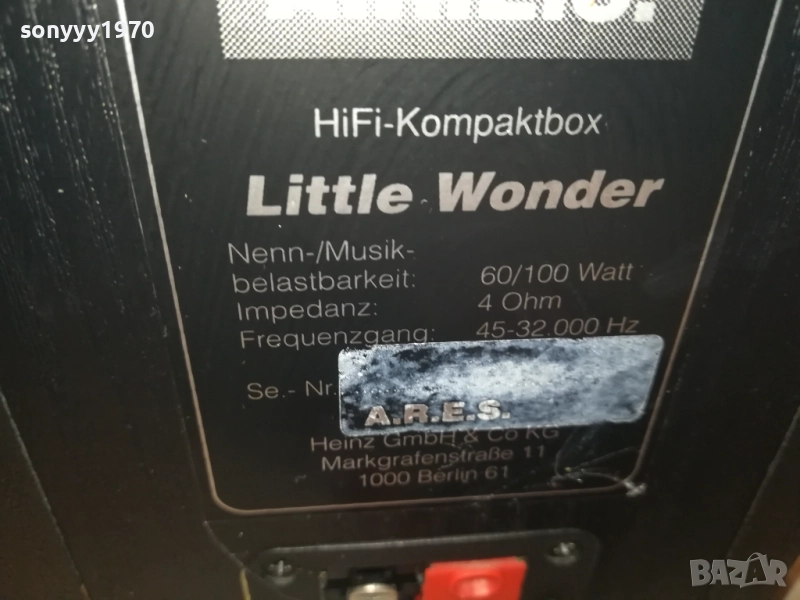 sonyyy1970
HiFi-Kompaktbox
Little Wonder
Nenn-/Musik-
belastbarkeit: 60/100 Watt
Impedanz: 4 Ohm
Frequenzgang: 45-32.000 Hz
Se.- Nr.
A.R.E.S.
Heinz GmbH & Co KG
Markgrafenstraße 11
1000 Berlin 61
BAZAR